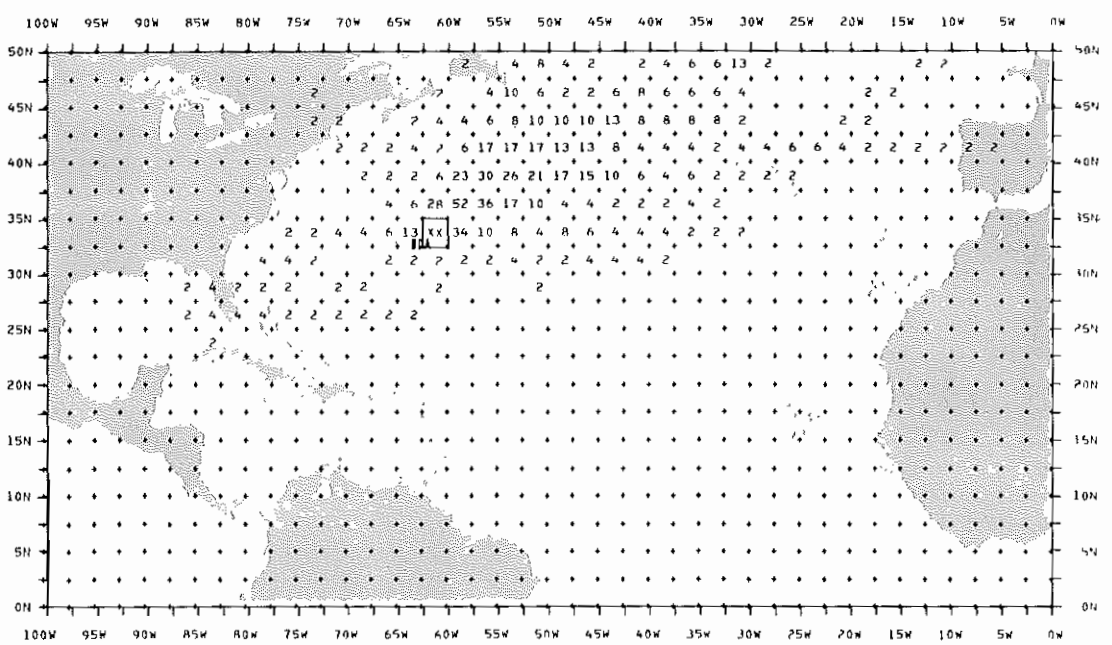 100W 95W 90W 85W 80W 75W 70W 65W 60W 55W 50W 45W 40W 35W 30W 25W 20W 15W 10W 5W 0W
50N 50N
2 4 8 4 2 2 4 6 6 13 2 2 2
2 2 4 10 6 2 2 6 8 6 6 6 4 2 2
45N 45N
2 2 2 4 4 6 8 10 10 10 13 8 8 8 8 2 2 2
2 2 2 4 2 6 17 17 17 13 13 8 4 4 4 2 4 4 6 6 4 2 2 2 2 2 2
40N 40N
2 2 2 6 23 30 26 21 17 15 10 6 4 6 2 2 2 2
4 6 28 52 36 17 10 4 4 2 2 2 4 2
35N 35N
2 2 4 4 6 13 XX 34 10 8 4 8 6 4 4 4 2 2 2
4 4 2 2 2 2 2 2 4 2 2 4 4 4 2
30N 30N
2 4 2 2 2 2 2 2 2
2 4 4 4 2 2 2 2 2 2
25N 25N
2
20N 20N
15N 15N
10N 10N
5N 5N
0N 0N
100W 95W 90W 85W 80W 75W 70W 65W 60W 55W 50W 45W 40W 35W 30W 25W 20W 15W 10W 5W 0W